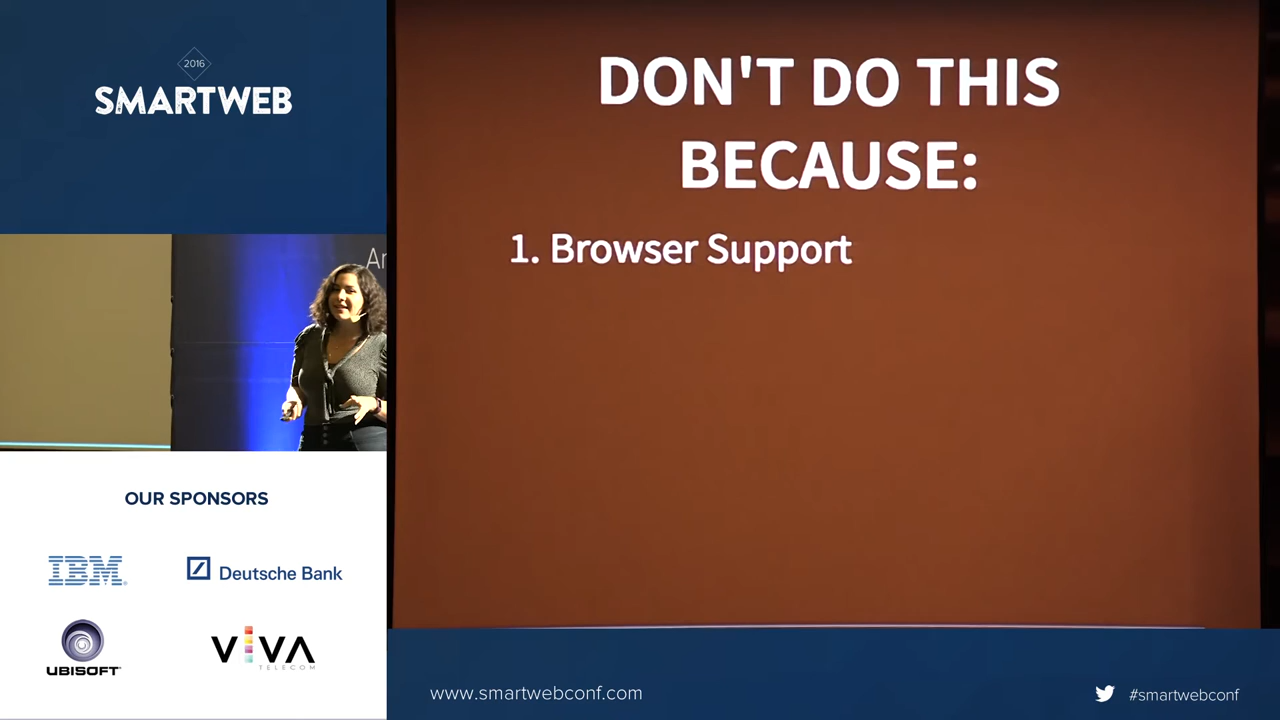 2016
SMARTWEB
DON'T DO THIS
BECAUSE:
1. Browser Support
Ar
OUR SPONSORS
IBM
Deutsche Bank
UBISOFT
VIVA
TELECOM
www.smartwebconf.com
#smartwebconf